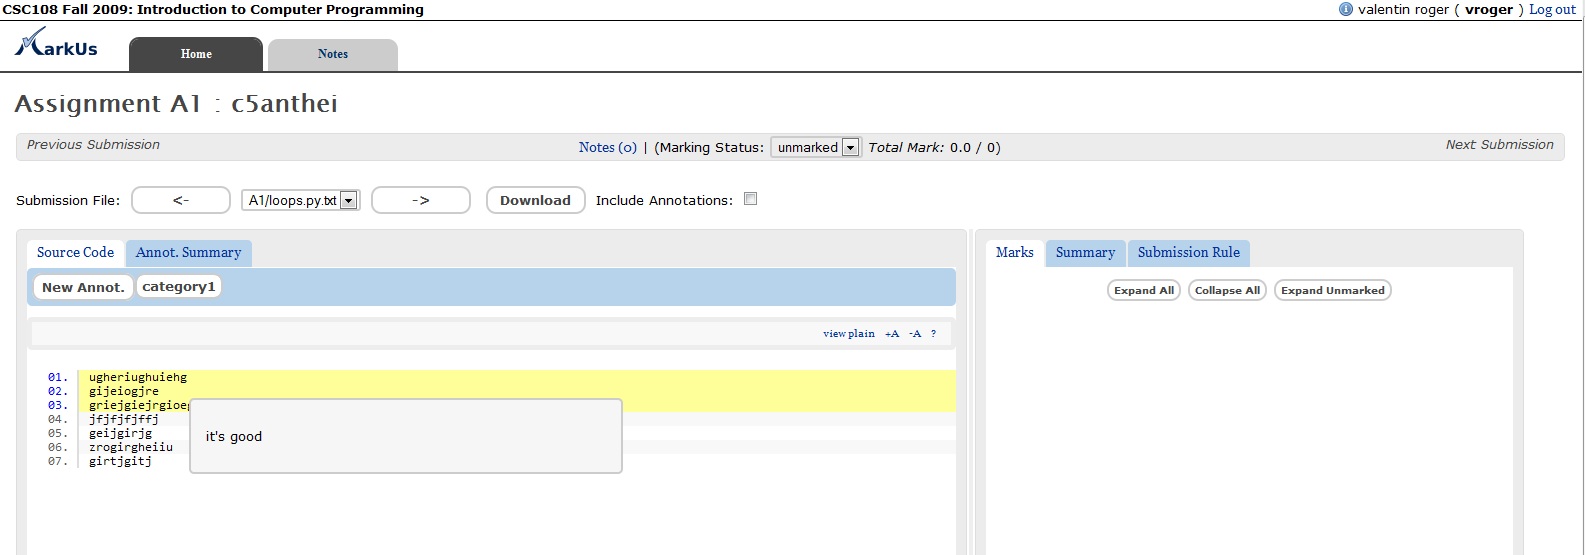 CSC108 Fall 2009: Introduction to Computer Programming
valentin roger ( vroger ) Log out
MarkUs
Home
Notes
Assignment A1 : c5anthei
Previous Submission
Notes (0) | (Marking Status: unmarked Total Mark: 0.0 / 0)
Next Submission
Submission File: <- A1/loops.py.txt -> Download Include Annotations:
Source Code Annot. Summary
New Annot. category1
view plain +A -A ?
01. ugheriughuiehg
02. gijeiogjre
03. griejgiejrgioeg
04. jfjfjfjffj
05. geijgirjg
06. zrogirgheiiu
07. girtjgitj
it's good
Marks Summary Submission Rule
Expand All Collapse All Expand Unmarked